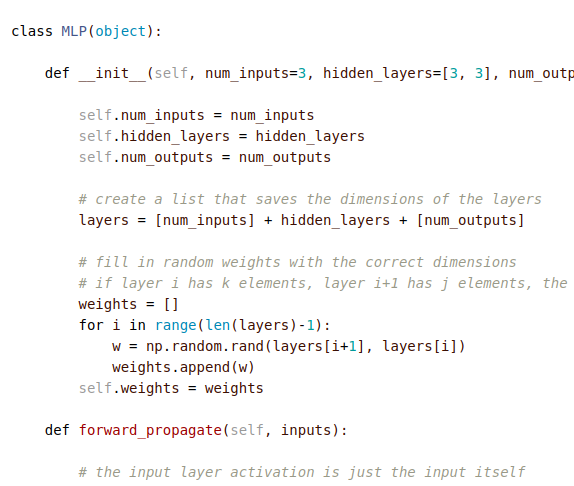 class MLP(object):
def __init__(self, num_inputs=3, hidden_layers=[3, 3], num_outp
self.num_inputs = num_inputs
self.hidden_layers = hidden_layers
self.num_outputs = num_outputs
# create a list that saves the dimensions of the layers
layers = [num_inputs] + hidden_layers + [num_outputs]
# fill in random weights with the correct dimensions
# if layer i has k elements, layer i+1 has j elements, the
weights = []
for i in range(len(layers)-1):
w = np.random.rand(layers[i+1], layers[i])
weights.append(w)
self.weights = weights
def forward_propagate(self, inputs):
# the input layer activation is just the input itself